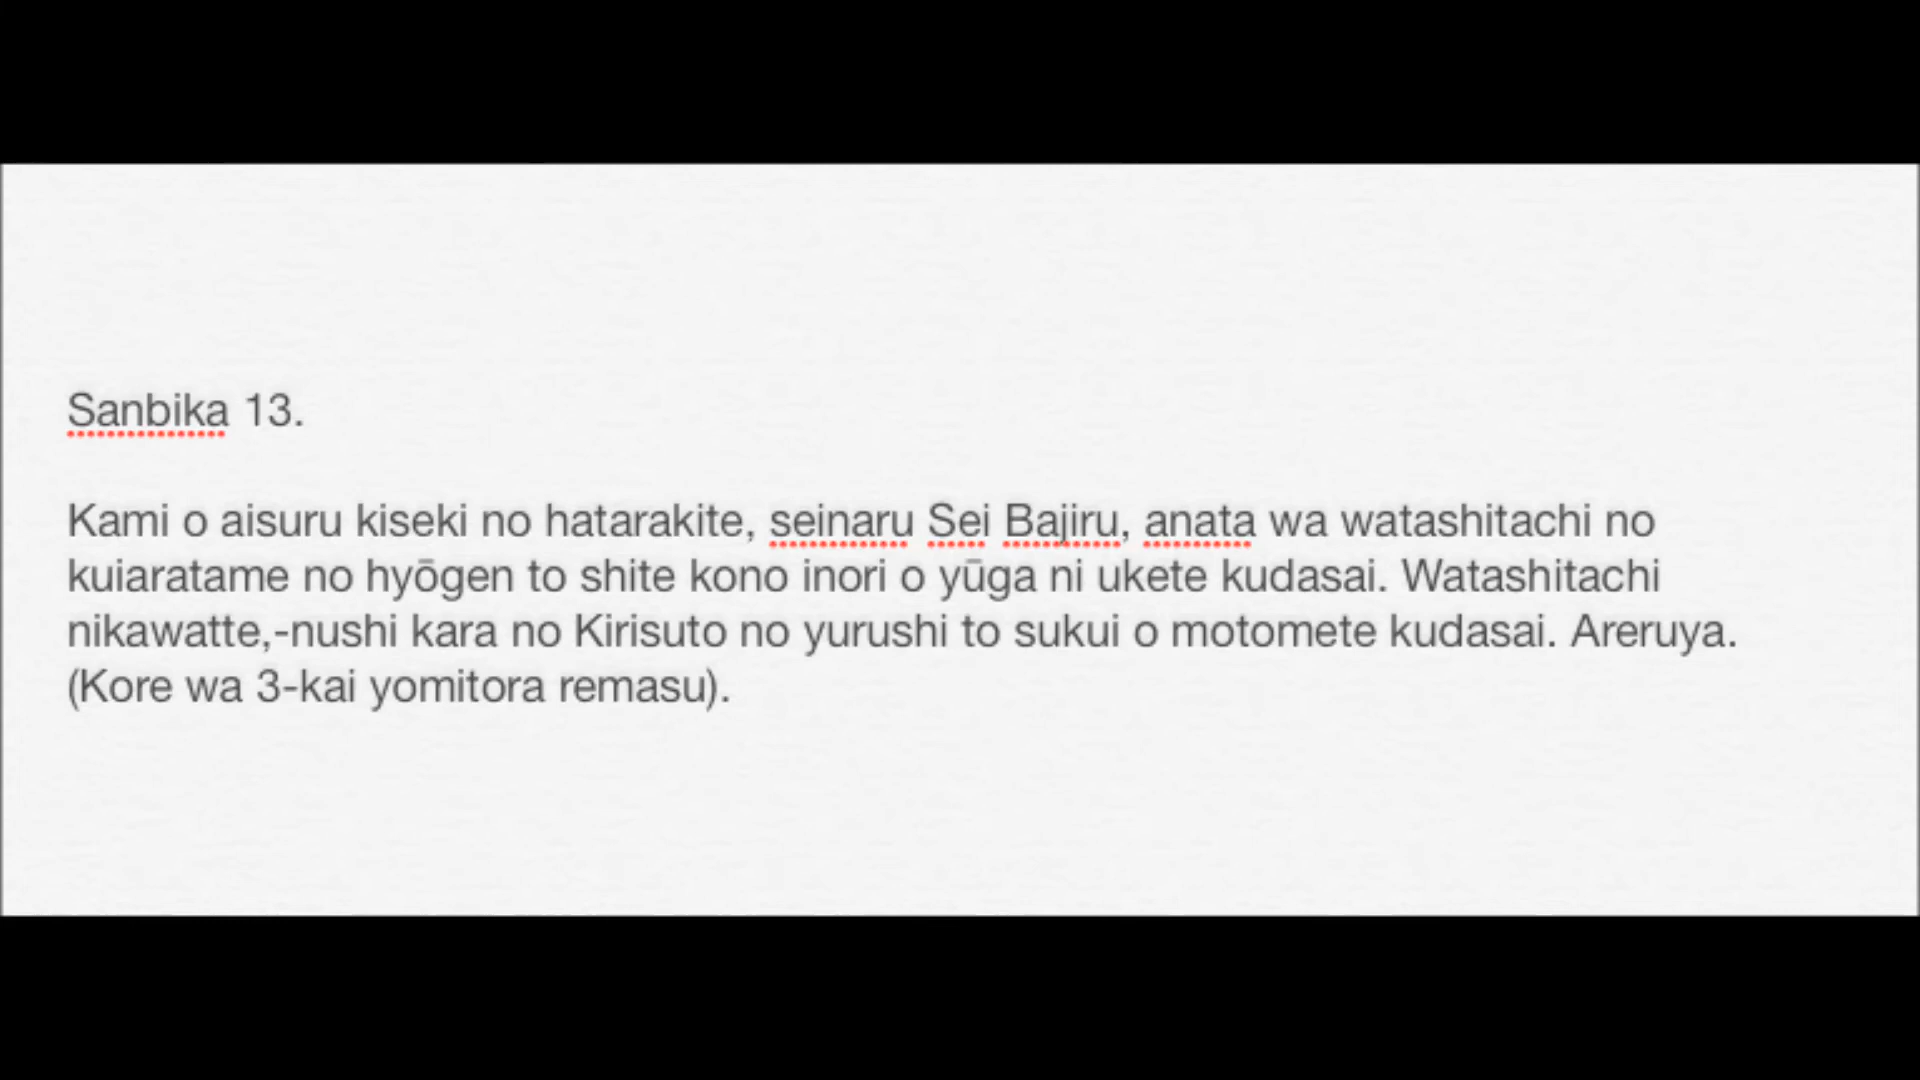 Sanbika 13.
Kami o aisuru kiseki no hatarakite, seinaru Sei Bajiru, anata wa watashitachi no
kuiaratame no hyōgen to shite kono inori o yūga ni ukete kudasai. Watashitachi
nikawatte,-nushi kara no Kirisuto no yurushi to sukui o motomete kudasai. Areruya.
(Kore wa 3-kai yomitora remasu).